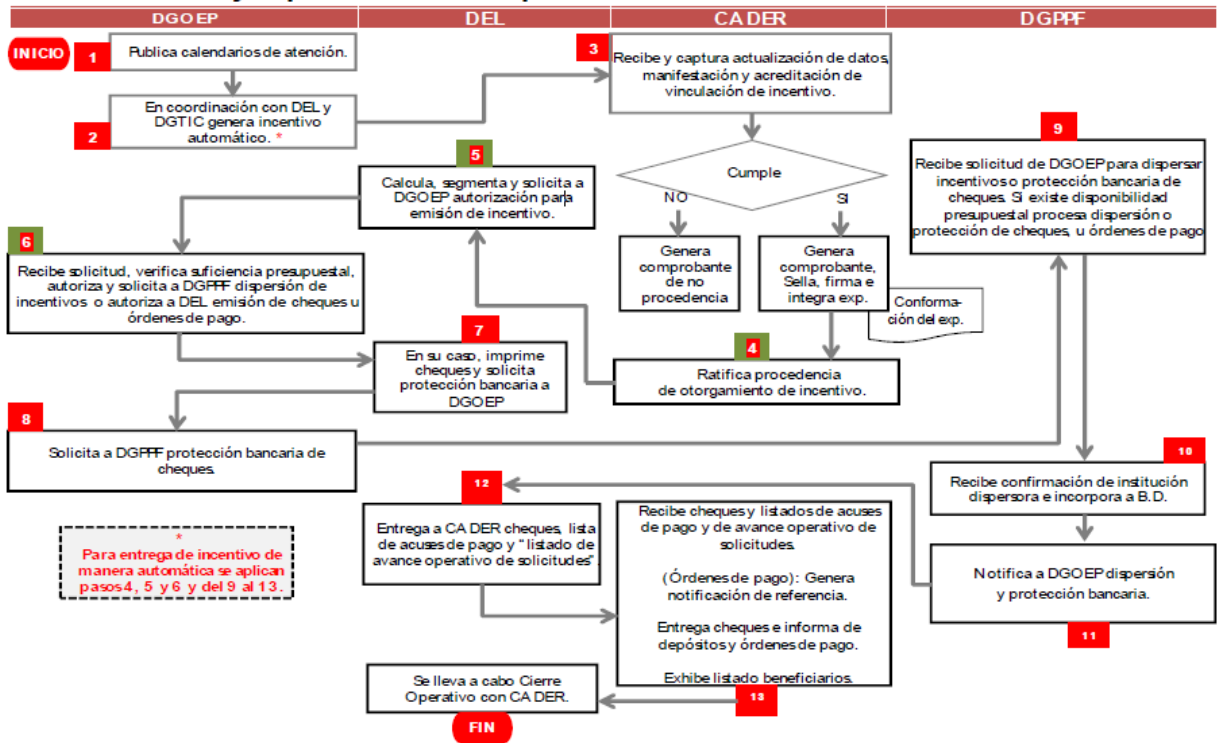 DGOEP
DEL
CADER
DGPPF
INICIO
1
Publica calendarios de atención.
2
En coordinación con DEL y
DGTIC genera incentivo
automático. *
3
Recibe y captura actualización de datos,
manifestación y acreditación de
vinculación de incentivo.
Cumple
NO
SI
Genera
comprobante
de no
procedencia
Genera
comprobante,
Sella, firma e
integra exp.
Conforma-
ción del exp.
4
Ratifica procedencia
de otorgamiento de incentivo.
5
Calcula, segmenta y solicita a
DGOEP autorización para
emisión de incentivo.
6
Recibe solicitud, verifica suficiencia presupuestal,
autoriza y solicita a DGPPF dispersión de
incentivos o autoriza a DEL emisión de cheques u
órdenes de pago.
7
En su caso, imprime
cheques y solicita
protección bancaria a
DGOEP
8
Solicita a DGPPF protección bancaria de
cheques.
9
Recibe solicitud de DGOEP para dispersar
incentivos o protección bancaria de
cheques. Si existe disponibilidad
presupuestal procesa dispersión o
protección de cheques, u órdenes de pago
10
Recibe confirmación de institución
dispersora e incorpora a B.D.
Notifica a DGOEP dispersión
y protección bancaria.
11
12
Entrega a CADER cheques, lista
de acuses de pago y "listado de
avance operativo de solicitudes".
Recibe cheques y listados de acuses
de pago y de avance operativo de
solicitudes.
(Órdenes de pago): Genera
notificación de referencia.
Entrega cheques e informa de
depósitos y órdenes de pago.
Exhibe listado beneficiarios.
13
Se lleva a cabo Cierre
Operativo con CADER.
FIN
*
Para entrega de incentivo de
manera automática se aplican
pasos 4, 5 y 6 y del 9 al 13.